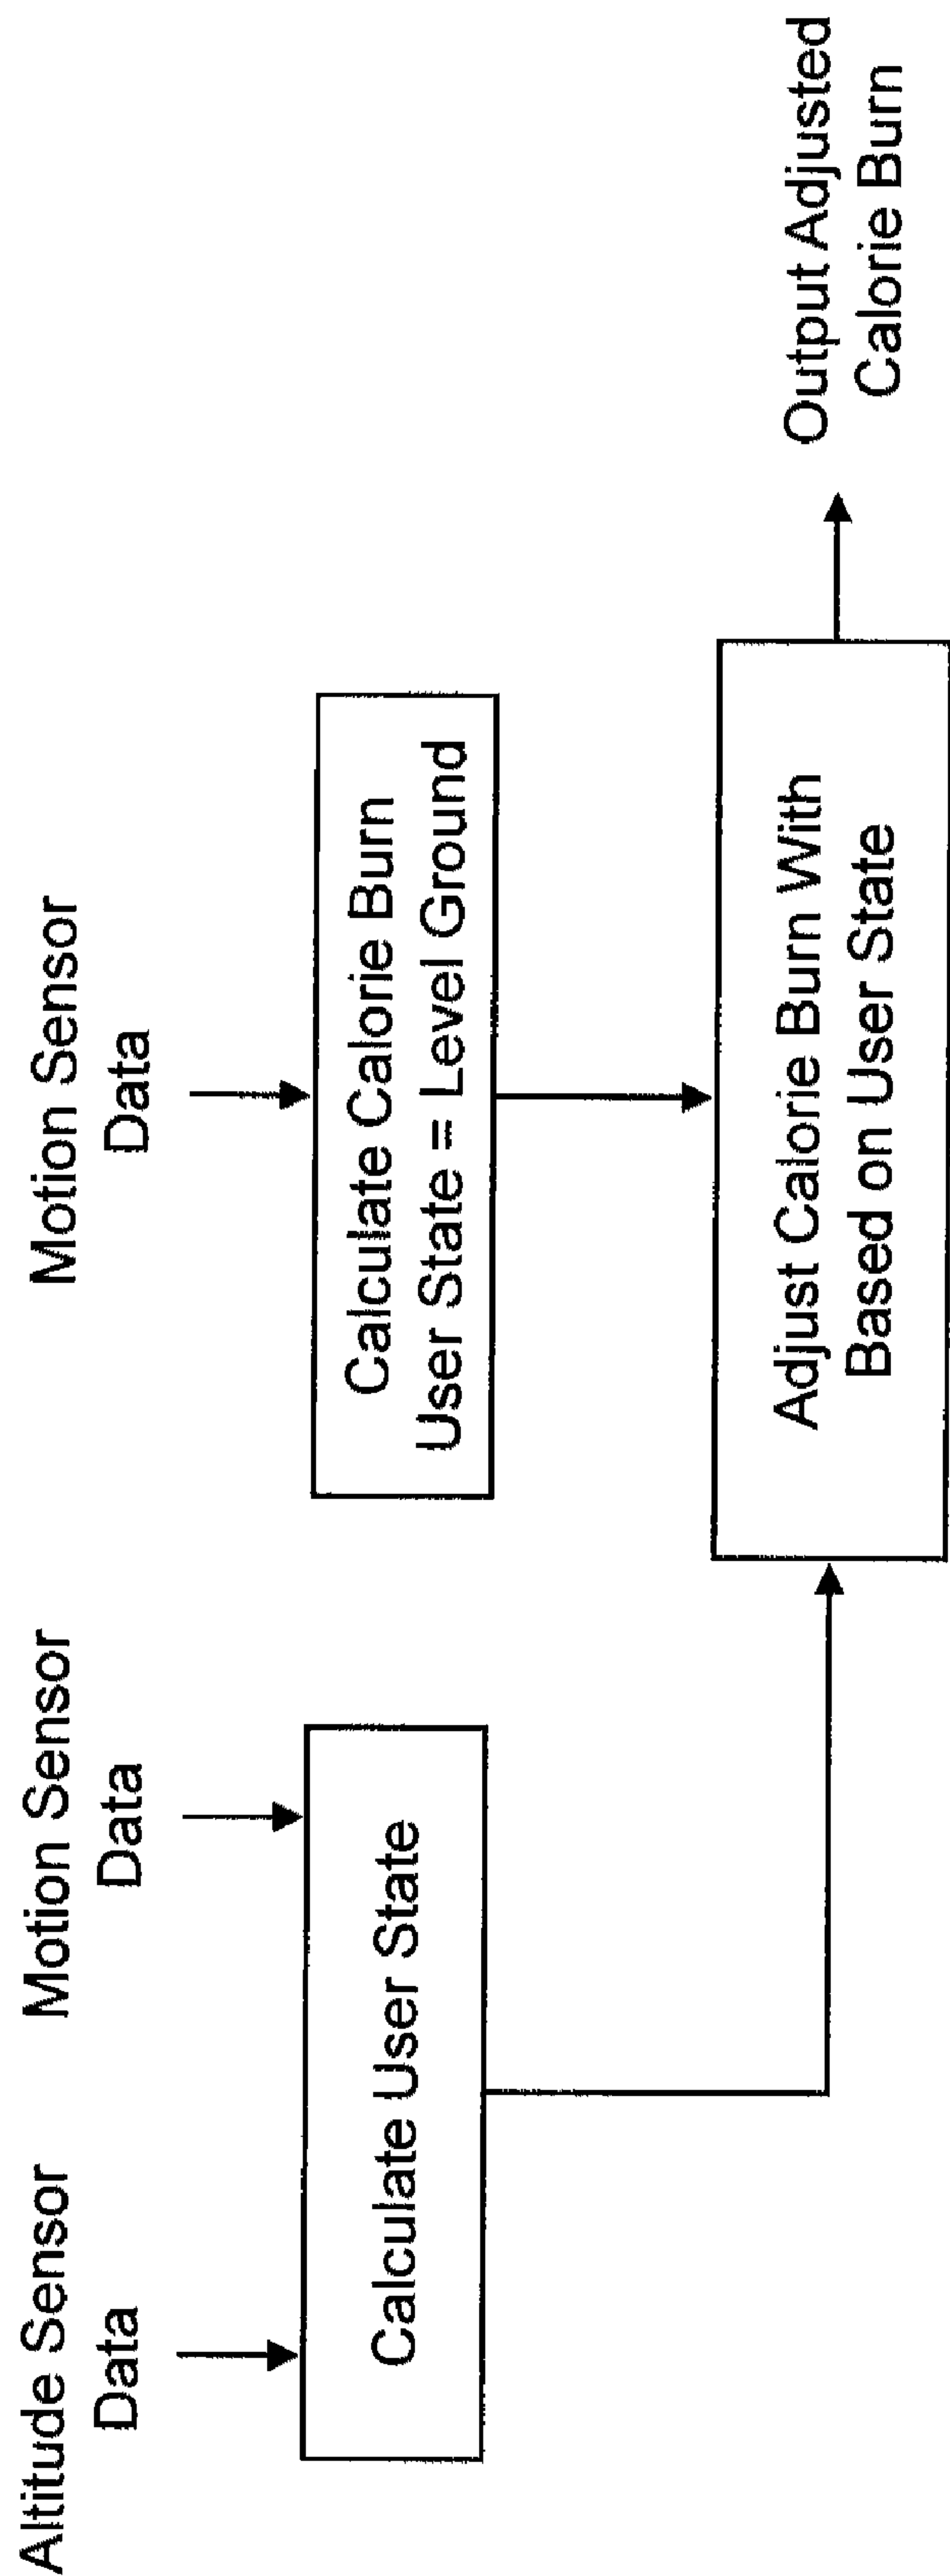 Altitude Sensor
Data
Motion Sensor
Data
Motion Sensor
Data
Calculate User State
Calculate Calorie Burn
User State = Level Ground
Adjust Calorie Burn With
Based on User State
Output Adjusted
Calorie Burn